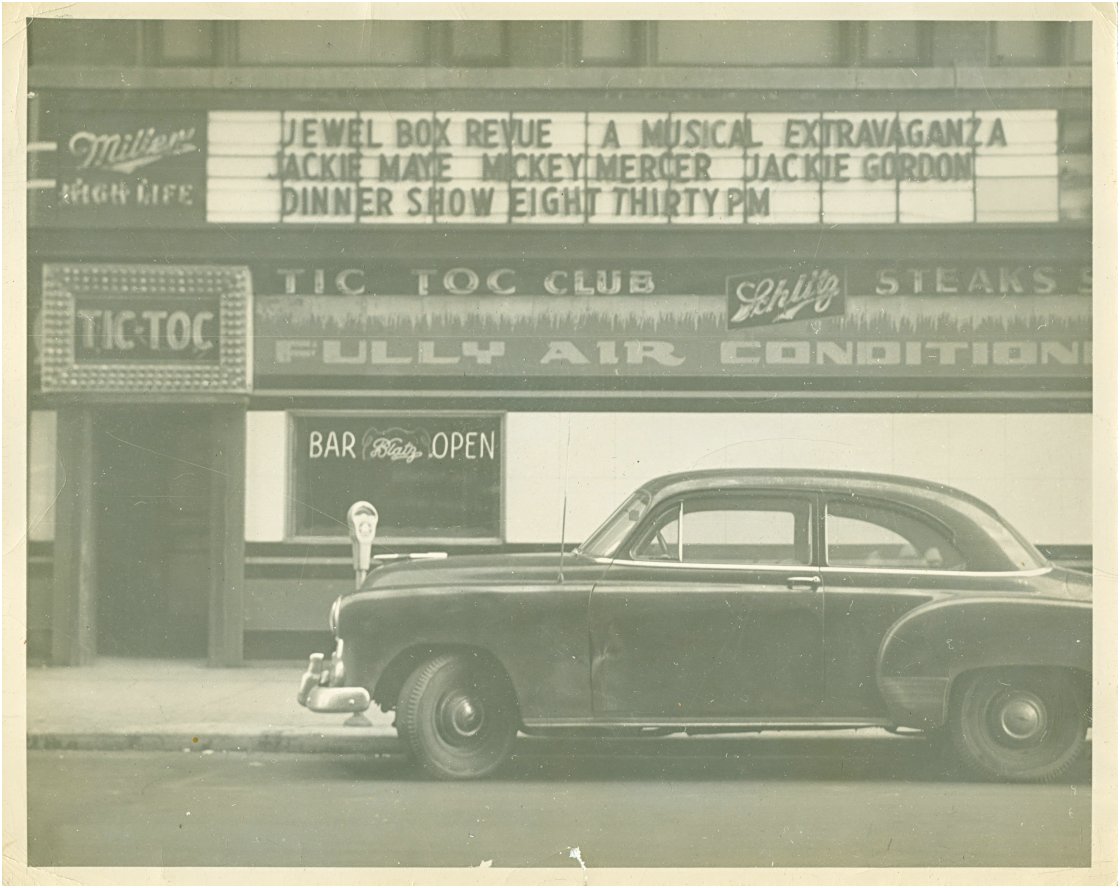 Miller
HIGH LIFE
JEWEL BOX REVUE A MUSICAL EXTRAVAGANZA
JACKIE MAYE MICKEY MERCER JACKIE GORDON
DINNER SHOW EIGHT THIRTY PM
TIC TOC CLUB Schlitz STEAKS S
TIC-TOC
FULLY AIR CONDITION
BAR Blatz OPEN